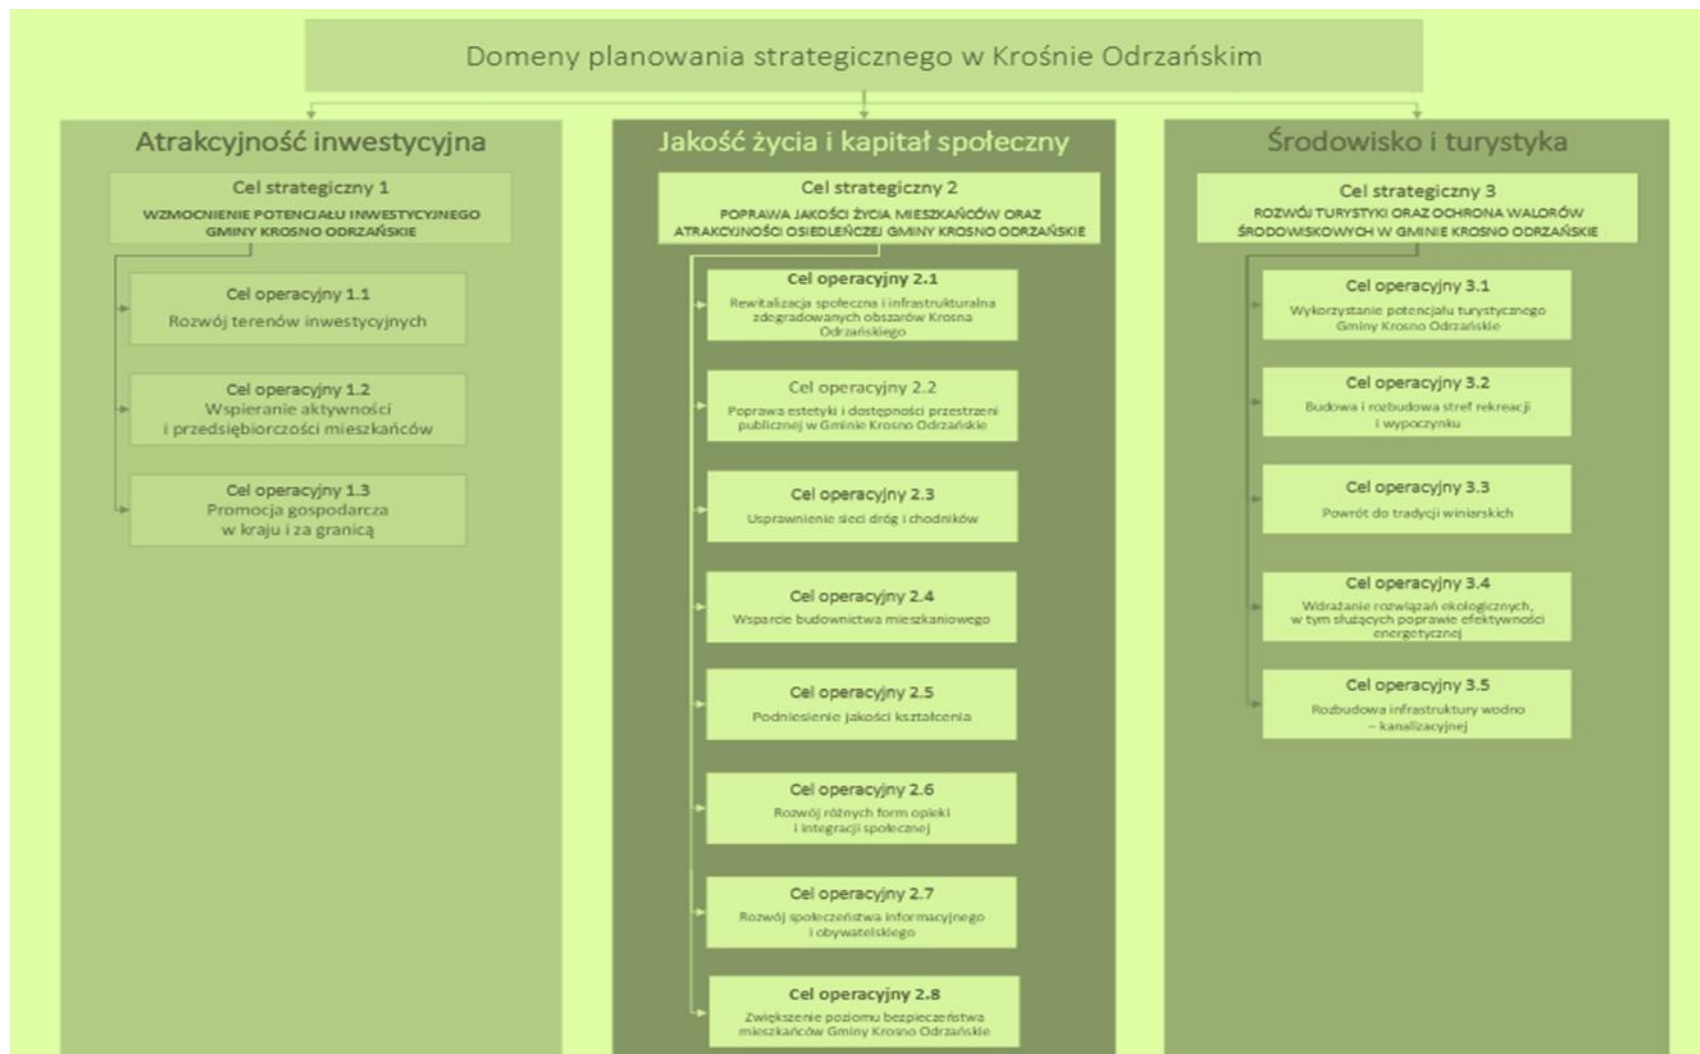 Domeny planowania strategicznego w Krośnie Odrzańskim
Atrakcyjność inwestycyjna
Cel strategiczny 1
WZMOCNIENIE POTENCJAŁU INWESTYCYJNEGO
GMINY KROSNO ODRZAŃSKIE
Cel operacyjny 1.1
Rozwój terenów inwestycyjnych
Cel operacyjny 1.2
Wspieranie aktywności
i przedsiębiorczości mieszkańców
Cel operacyjny 1.3
Promocja gospodarcza
w kraju i za granicą
Jakość życia i kapitał społeczny
Cel strategiczny 2
POPRAWA JAKOŚCI ŻYCIA MIESZKAŃCÓW ORAZ
ATRAKCYJNOŚCI OSIEDLEŃCZEJ GMINY KROSNO ODRZAŃSKIE
Cel operacyjny 2.1
Rewitalizacja społeczna i infrastrukturalna
zdegradowanych obszarów Krosna
Odrzańskiego
Cel operacyjny 2.2
Poprawa estetyki i dostępności przestrzeni
publicznej w Gminie Krosno Odrzańskie
Cel operacyjny 2.3
Usprawnienie sieci dróg i chodników
Cel operacyjny 2.4
Wsparcie budownictwa mieszkaniowego
Cel operacyjny 2.5
Podniesienie jakości kształcenia
Cel operacyjny 2.6
Rozwój różnych form opieki
i integracji społecznej
Cel operacyjny 2.7
Rozwój społeczeństwa informacyjnego
i obywatelskiego
Cel operacyjny 2.8
Zwiększenie poziomu bezpieczeństwa
mieszkańców Gminy Krosno Odrzańskie
Środowisko i turystyka
Cel strategiczny 3
ROZWÓJ TURYSTYKI ORAZ OCHRONA WALORÓW
ŚRODOWISKOWYCH W GMINIE KROSNO ODRZAŃSKIE
Cel operacyjny 3.1
Wykorzystanie potencjału turystycznego
Gminy Krosno Odrzańskie
Cel operacyjny 3.2
Budowa i rozbudowa stref rekreacji
i wypoczynku
Cel operacyjny 3.3
Powrót do tradycji winiarskich
Cel operacyjny 3.4
Wdrażanie rozwiązań ekologicznych,
w tym służących poprawie efektywności
energetycznej
Cel operacyjny 3.5
Rozbudowa infrastruktury wodno
– kanalizacyjnej